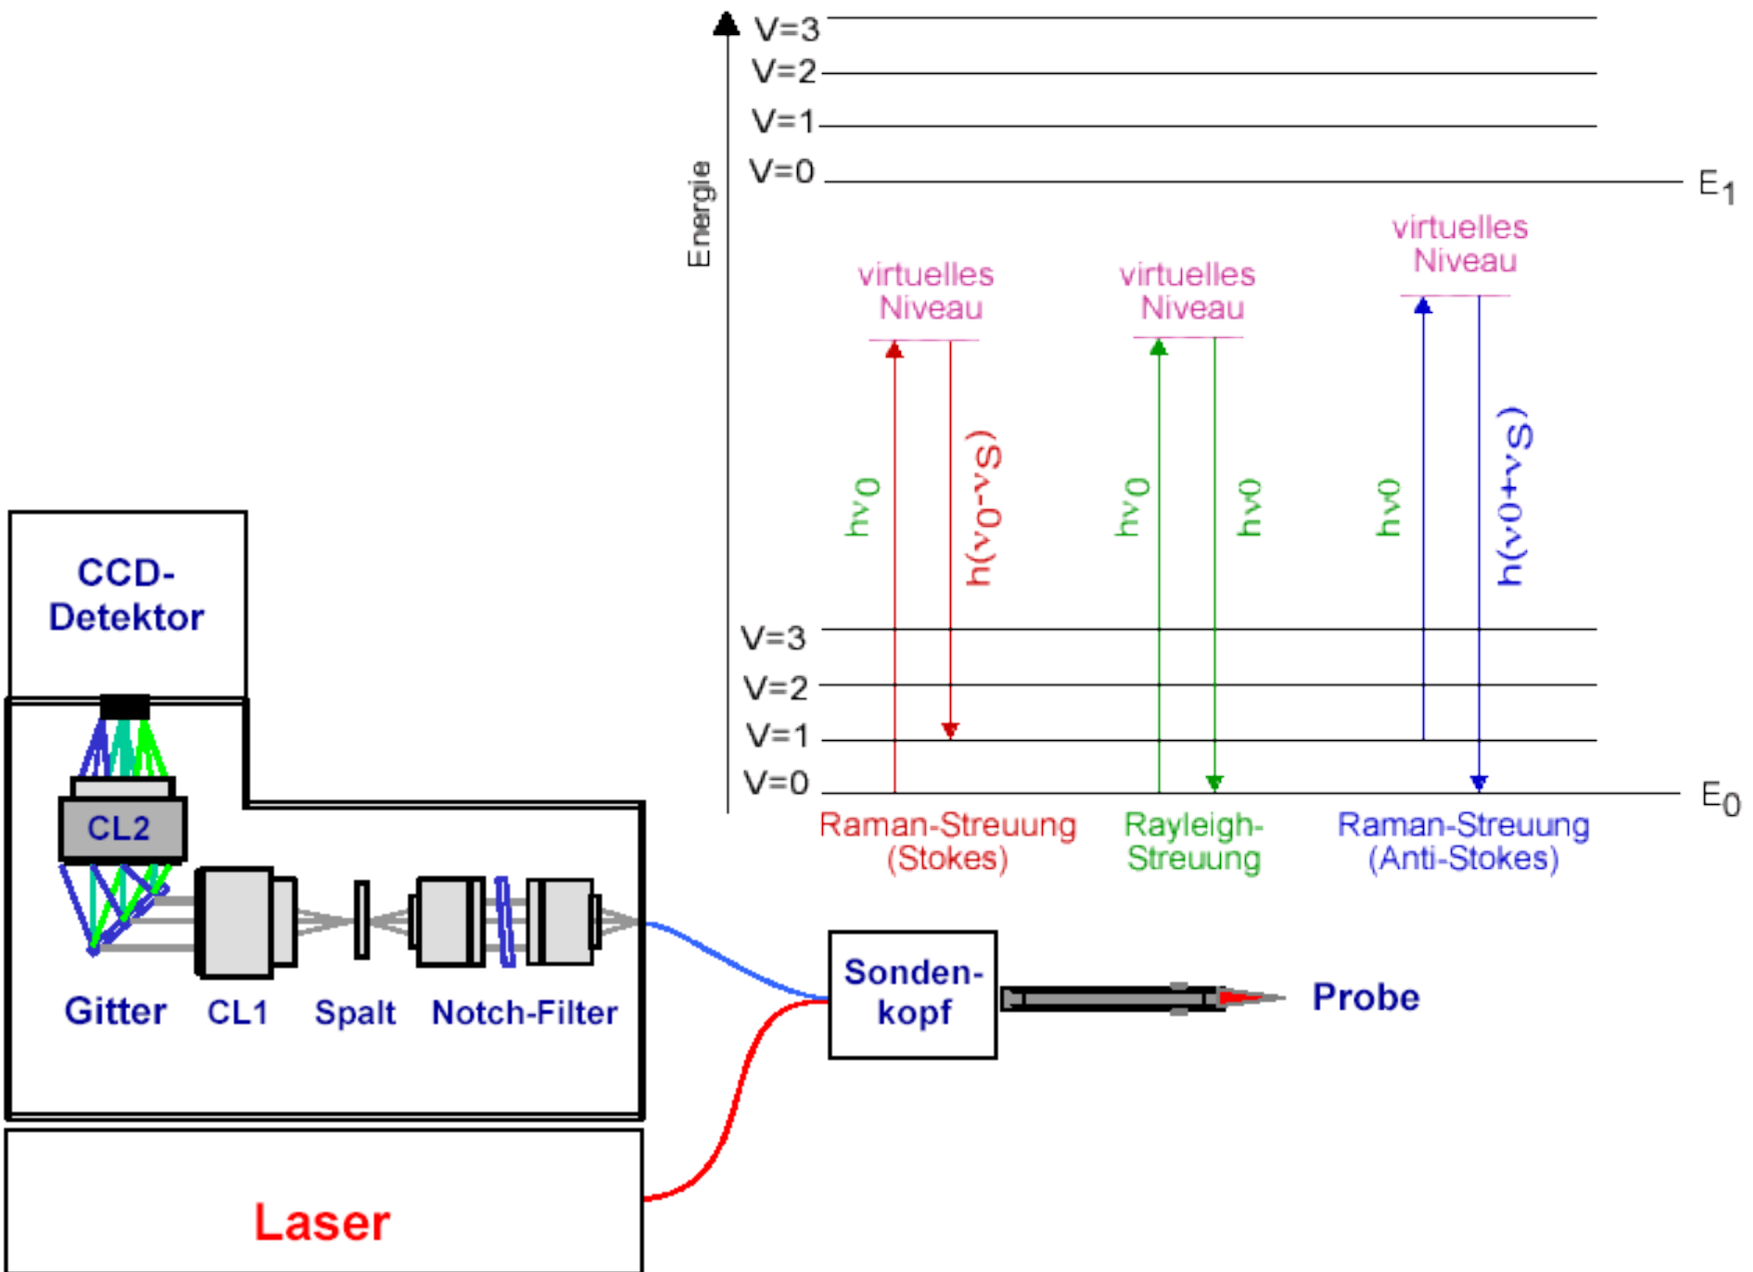 V=3
V=2
V=1
V=0
E1
Energie
virtuelles
Niveau
virtuelles
Niveau
virtuelles
Niveau
hν0
h(ν0-νS)
hν0
hν0
hν0
h(ν0+νS)
V=3
V=2
V=1
V=0
E0
Raman-Streuung
(Stokes)
Rayleigh-
Streuung
Raman-Streuung
(Anti-Stokes)
CCD-
Detektor
CL2
Gitter
CL1
Spalt
Notch-Filter
Sonden-
kopf
Probe
Laser